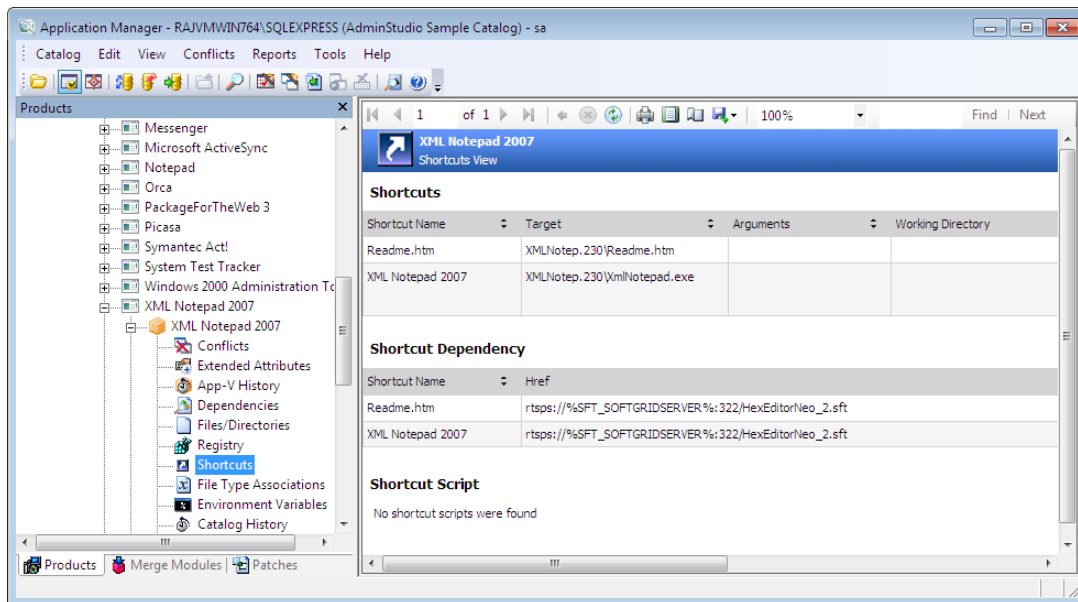 Application Manager - RAJVMWIN764\SQLEXPRESS (AdminStudio Sample Catalog) - sa
Catalog Edit View Conflicts Reports Tools Help
Products
Messenger
Microsoft ActiveSync
Notepad
Orca
PackageForTheWeb 3
Picasa
Symantec Act!
System Test Tracker
Windows 2000 Administration To
XML Notepad 2007
XML Notepad 2007
Conflicts
Extended Attributes
App-V History
Dependencies
Files/Directories
Registry
Shortcuts
File Type Associations
Environment Variables
Catalog History
Products Merge Modules Patches
1 of 1 100% Find | Next
XML Notepad 2007
Shortcuts View
Shortcuts
Shortcut Name Target Arguments Working Directory
Readme.htm XMLNotep.230\Readme.htm
XML Notepad 2007 XMLNotep.230\XmlNotepad.exe
Shortcut Dependency
Shortcut Name Href
Readme.htm rtsps://%SFT_SOFTGRIDSERVER%:322/HexEditorNeo_2.sft
XML Notepad 2007 rtsps://%SFT_SOFTGRIDSERVER%:322/HexEditorNeo_2.sft
Shortcut Script
No shortcut scripts were found